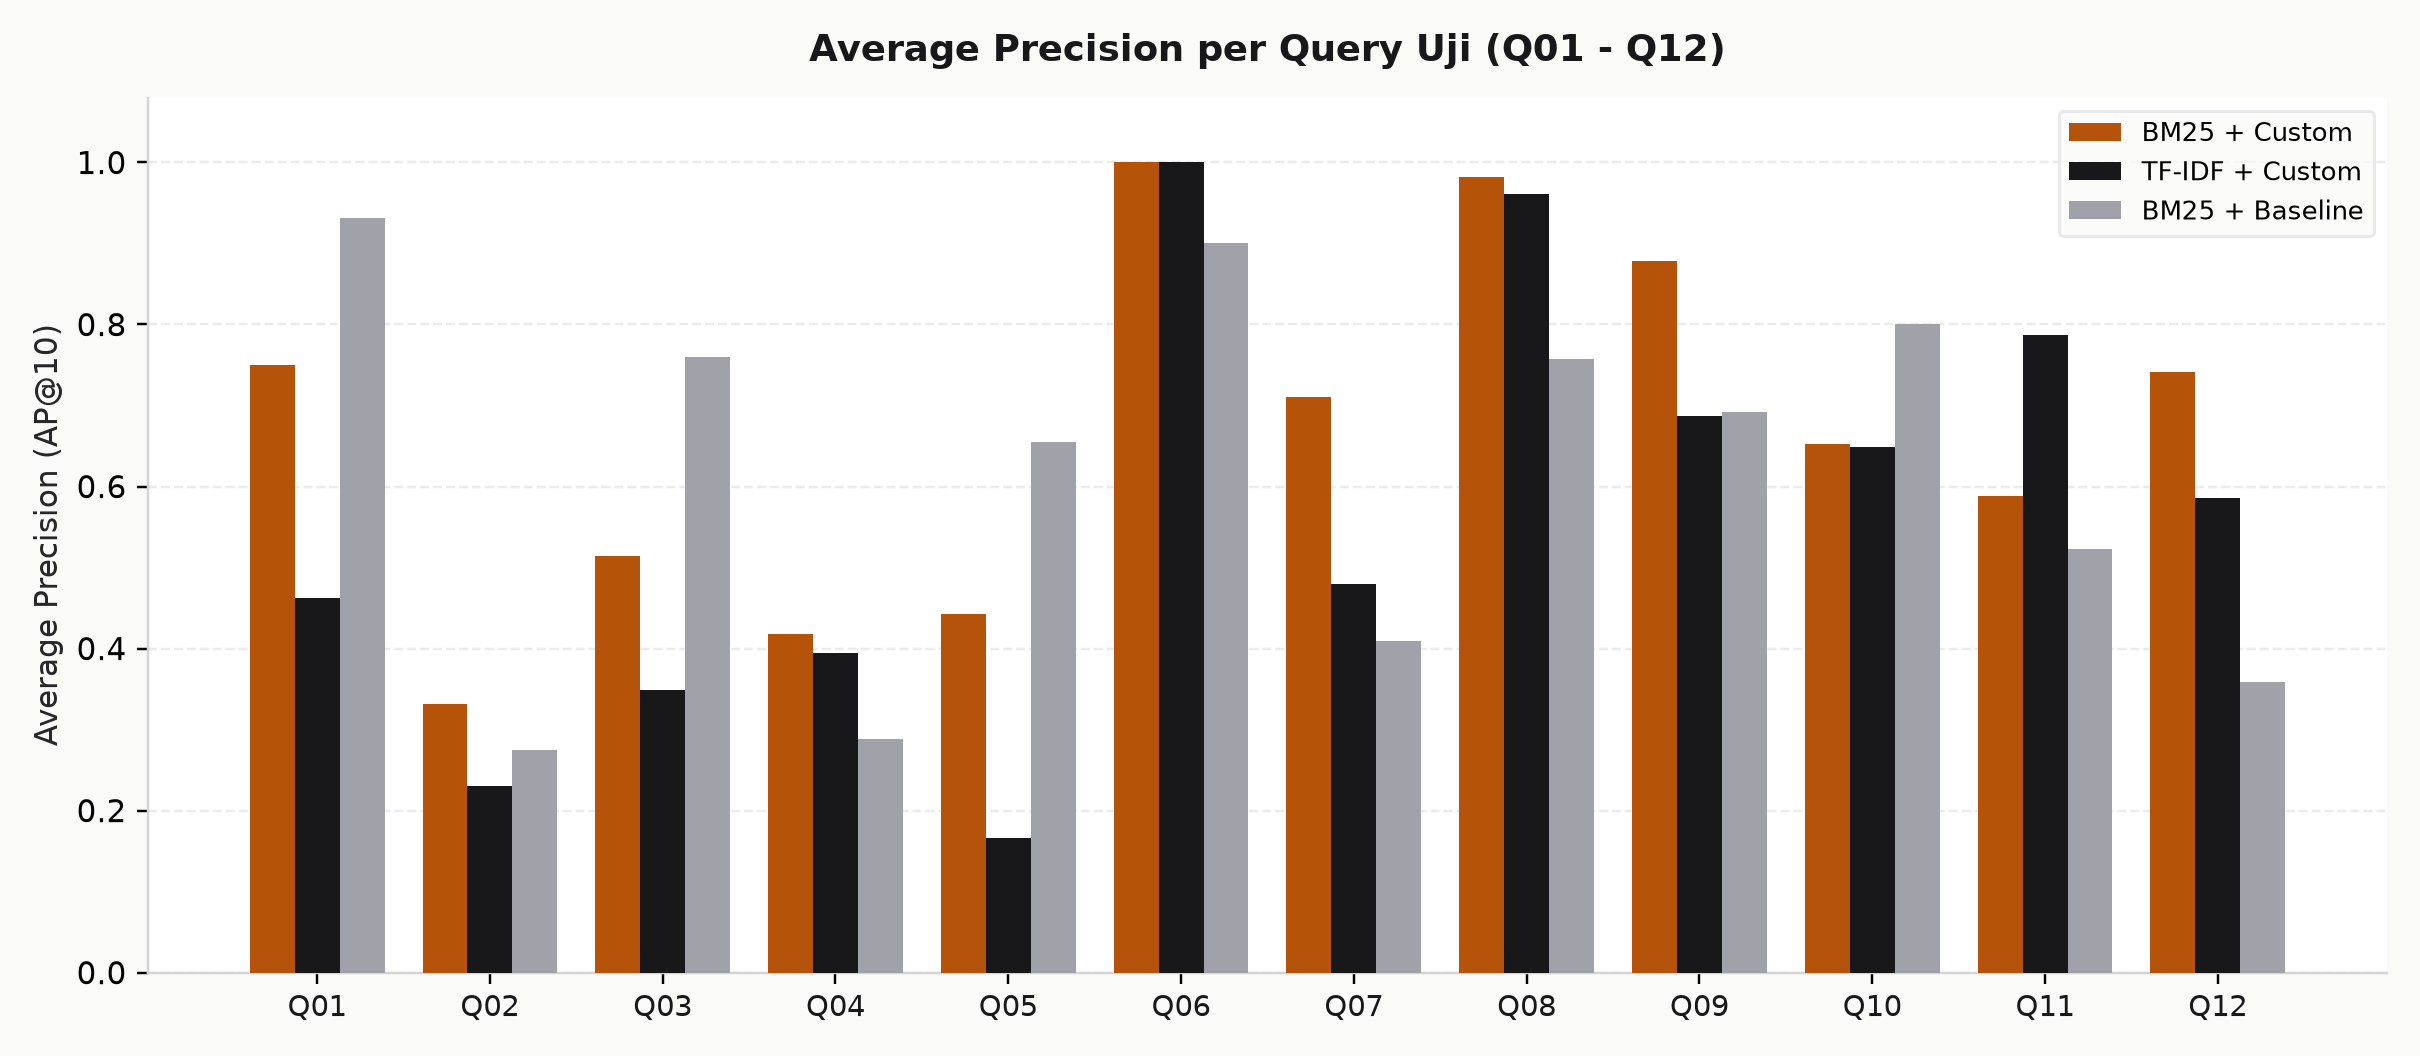 Average Precision per Query Uji (Q01 - Q12)
BM25 + Custom
TF-IDF + Custom
BM25 + Baseline
Average Precision (AP@10)
1.0
0.8
0.6
0.4
0.2
0.0
Q01 Q02 Q03 Q04 Q05 Q06 Q07 Q08 Q09 Q10 Q11 Q12